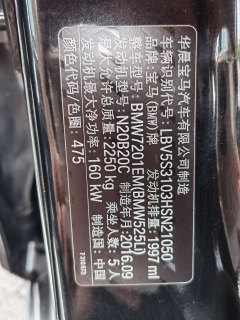 华晨宝马汽车有限公司制造
品牌:宝马(BMW)牌
车辆识别代号:LBV5S3103HSN21050
整车型号:BMW7201EM(BMW525Li)
发动机型号:N20B20C 发动机排量:1997 ml
最大允许总质量:2250 kg 制造年月:2016.09
发动机最大净功率:160 kW 乘坐人数:5 人
颜色代码/色圈:475 制造国:中国